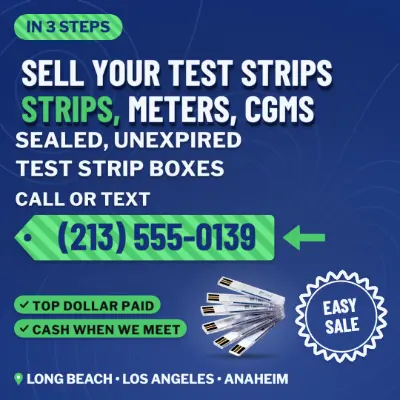 IN 3 STEPS
SELL YOUR TEST STRIPS
STRIPS, METERS, CGMS
SEALED, UNEXPIRED
TEST STRIP BOXES
CALL OR TEXT
(213) 555-0139
TOP DOLLAR PAID
CASH WHEN WE MEET
EASY
SALE
LONG BEACH • LOS ANGELES • ANAHEIM